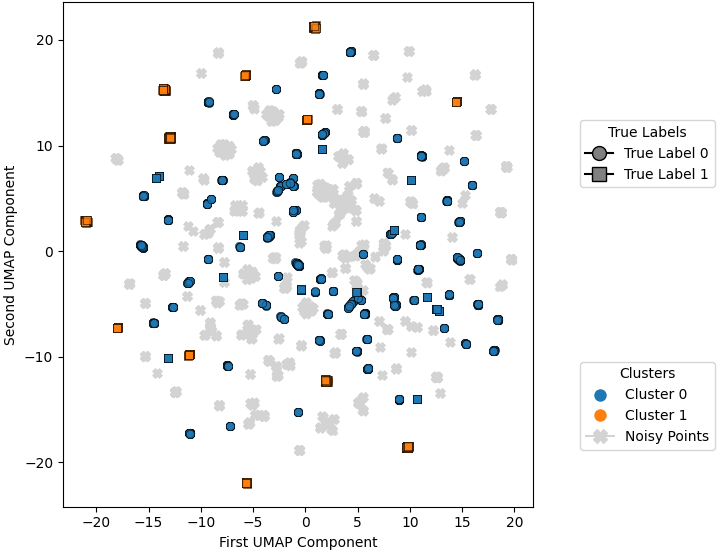 20
10
0
−10
−20
−20
−15
−10
−5
0
5
10
15
20
First UMAP Component
Second UMAP Component
True Labels
True Label 0
True Label 1
Clusters
Cluster 0
Cluster 1
Noisy Points